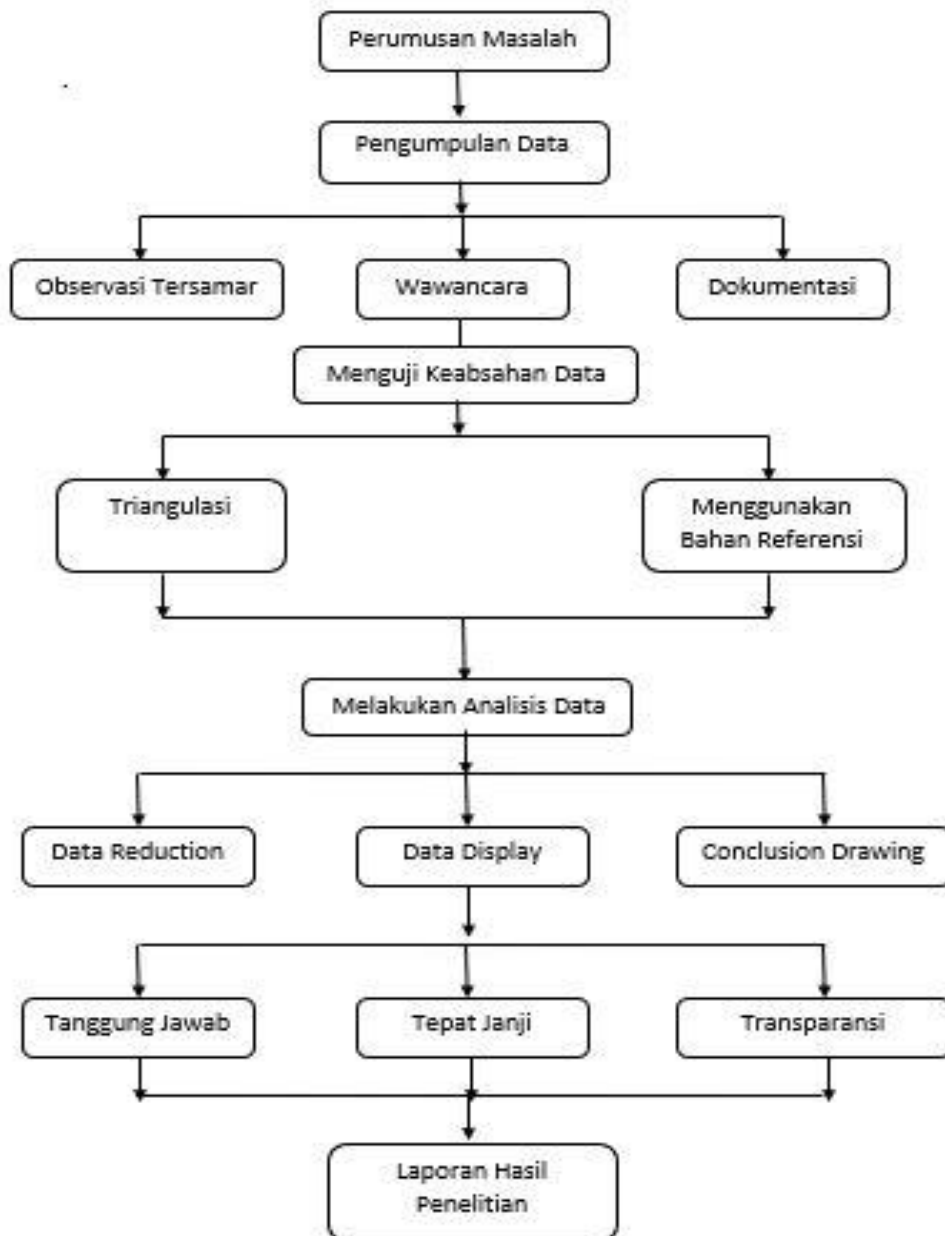 Perumusan Masalah
Pengumpulan Data
Observasi Tersamar
Wawancara
Dokumentasi
Menguji Keabsahan Data
Triangulasi
Menggunakan
Bahan Referensi
Melakukan Analisis Data
Data Reduction
Data Display
Conclusion Drawing
Tanggung Jawab
Tepat Janji
Transparansi
Laporan Hasil
Penelitian